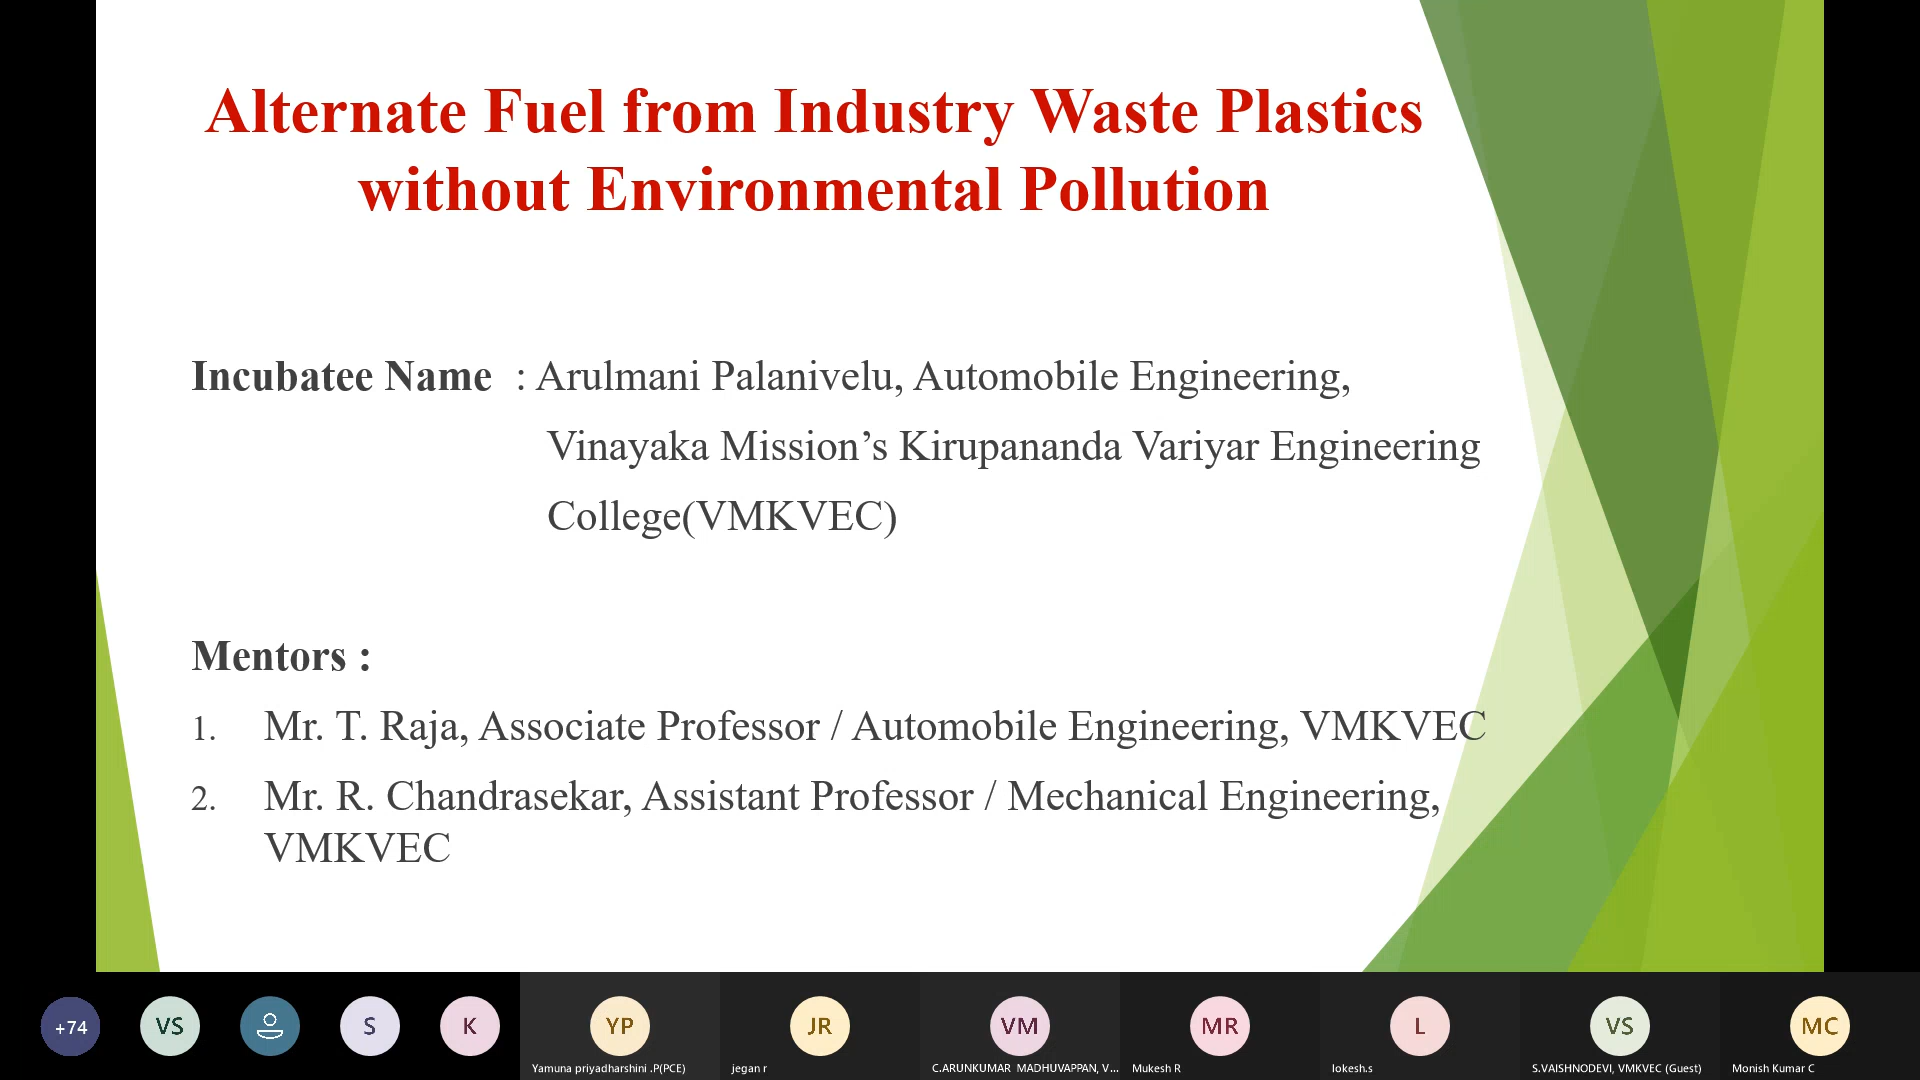 Alternate Fuel from Industry Waste Plastics
without Environmental Pollution
Incubatee Name : Arulmani Palanivelu, Automobile Engineering,
Vinayaka Mission’s Kirupananda Variyar Engineering
College(VMKVEC)
Mentors :
1. Mr. T. Raja, Associate Professor / Automobile Engineering, VMKVEC
2. Mr. R. Chandrasekar, Assistant Professor / Mechanical Engineering,
VMKVEC
+74 VS S K YP JR VM MR L VS MC
Yamuna priyadharshini .P(PCE) jegan r C.ARUNKUMAR MADHUVAPPAN, V... Mukesh R lokesh.s S.VAISHNODEVI, VMKVEC (Guest) Monish Kumar C